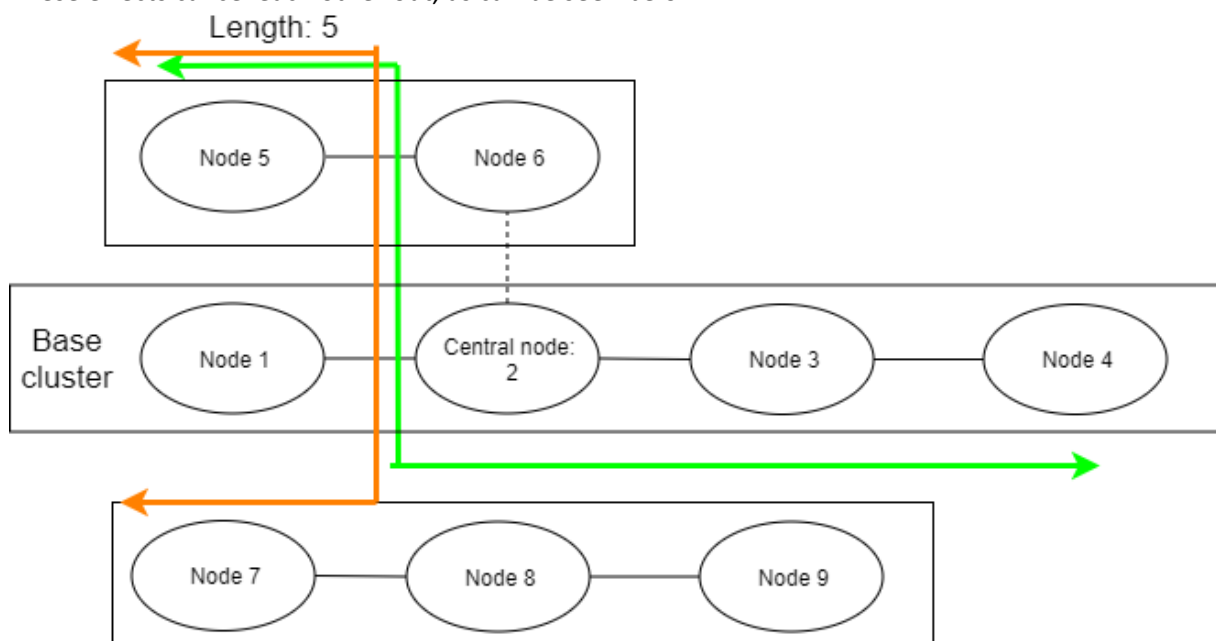 Length: 5
Node 5
Node 6
Base
cluster
Node 1
Central node:
2
Node 3
Node 4
Node 7
Node 8
Node 9